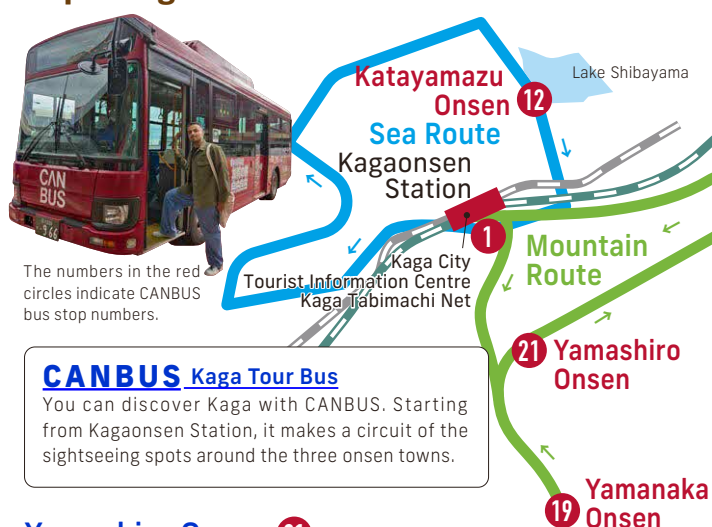 Katayamazu
Onsen
12
Lake Shibayama
Sea Route
Kagaonsen
Station
1
Kaga City
Tourist Information Centre
Kaga Tabimachi Net
Mountain
Route
CAN
BUS
966
The numbers in the red
circles indicate CANBUS
bus stop numbers.
21 Yamashiro
Onsen
CANBUS Kaga Tour Bus
You can discover Kaga with CANBUS. Starting
from Kagaonsen Station, it makes a circuit of the
sightseeing spots around the three onsen towns.
19 Yamanaka
Onsen